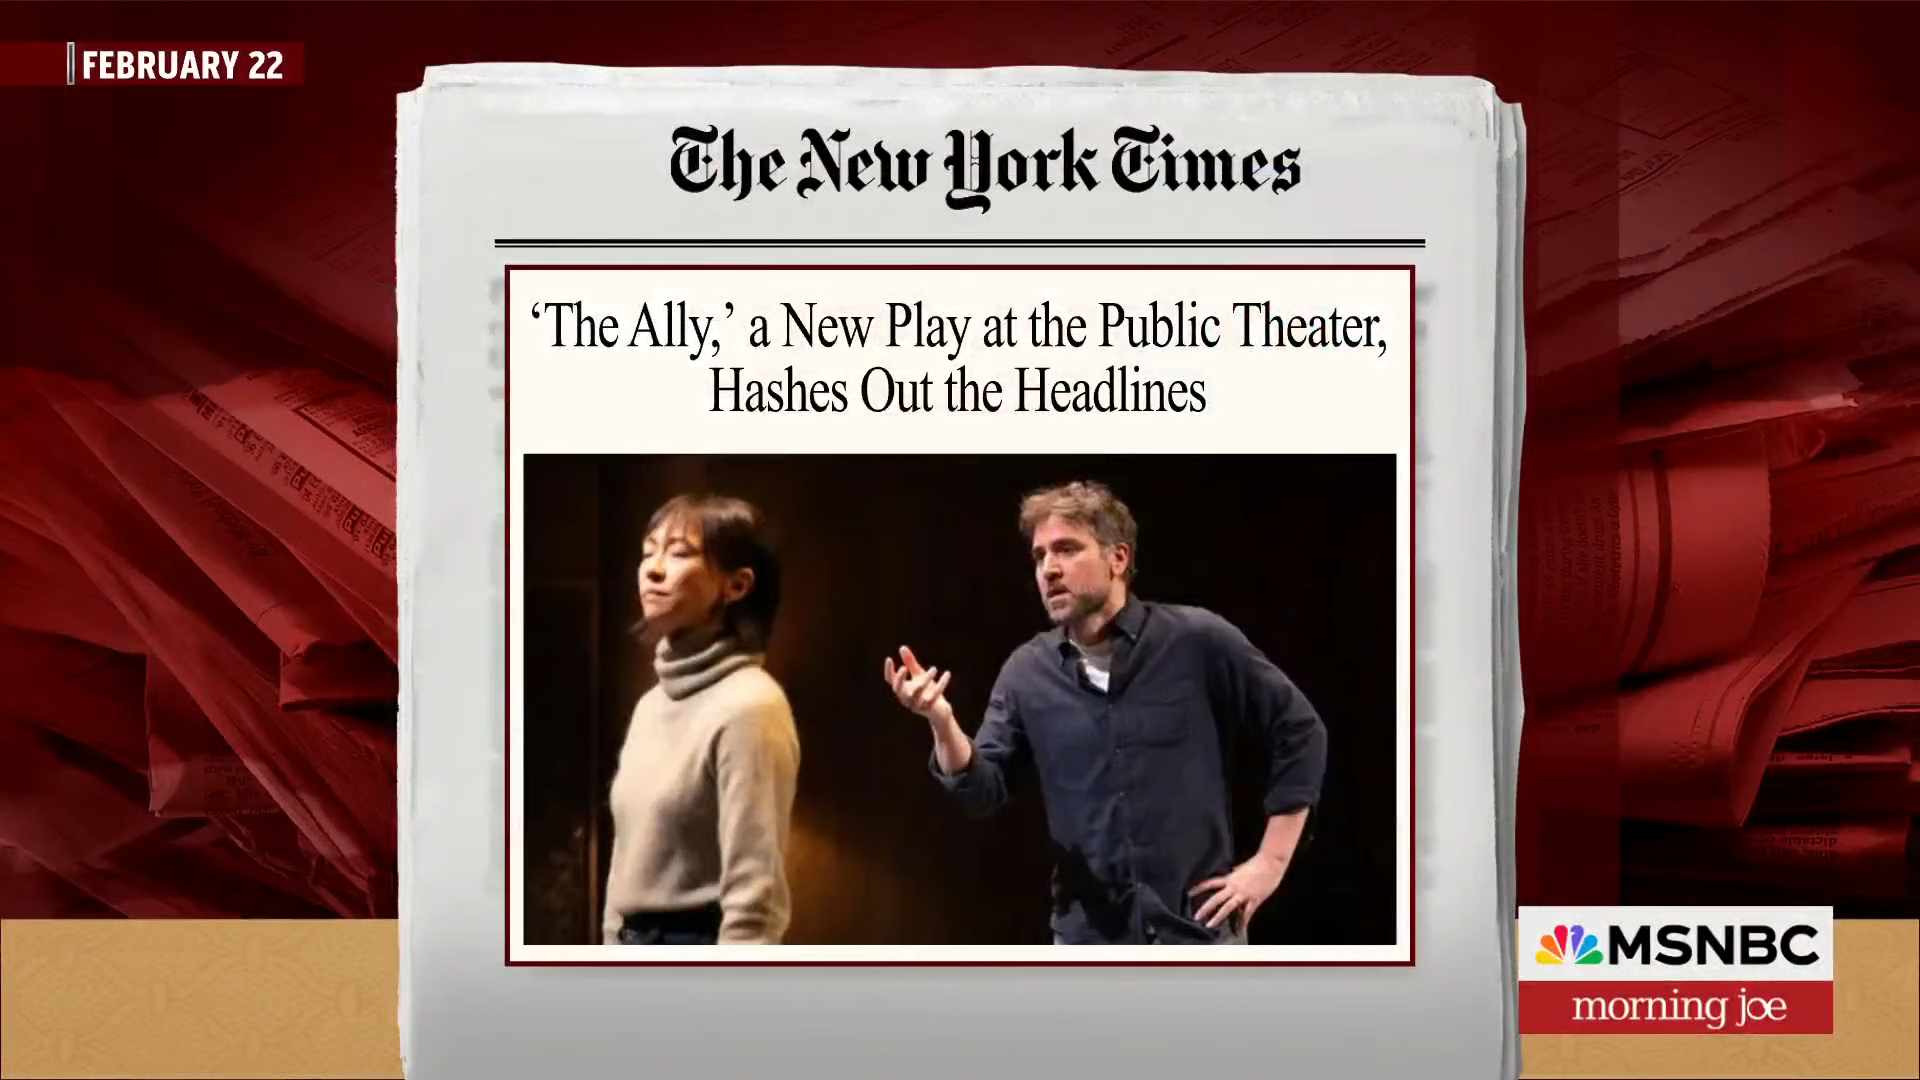 FEBRUARY 22
The New York Times
‘The Ally,’ a New Play at the Public Theater,
Hashes Out the Headlines
MSNBC
morning joe